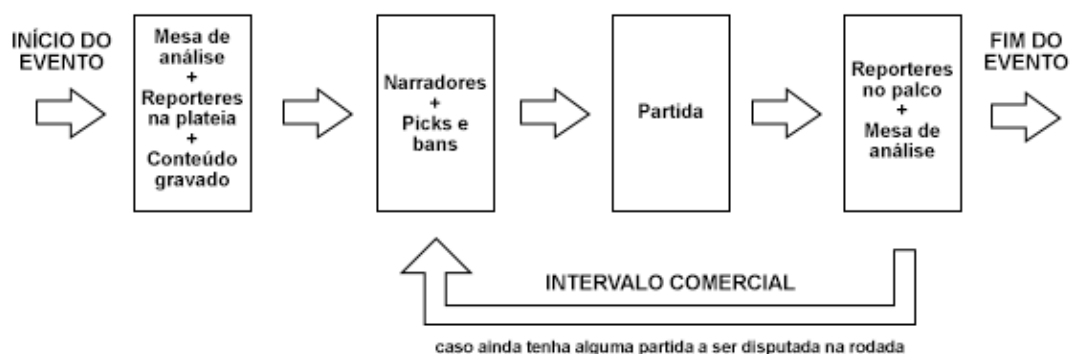 INÍCIO DO
EVENTO
Mesa de
análise
+
Reporteres
na plateia
+
Conteúdo
gravado
Narradores
+
Picks e
bans
Partida
Reporteres
no palco
+
Mesa de
análise
FIM DO
EVENTO
INTERVALO COMERCIAL
caso ainda tenha alguma partida a ser disputada na rodada